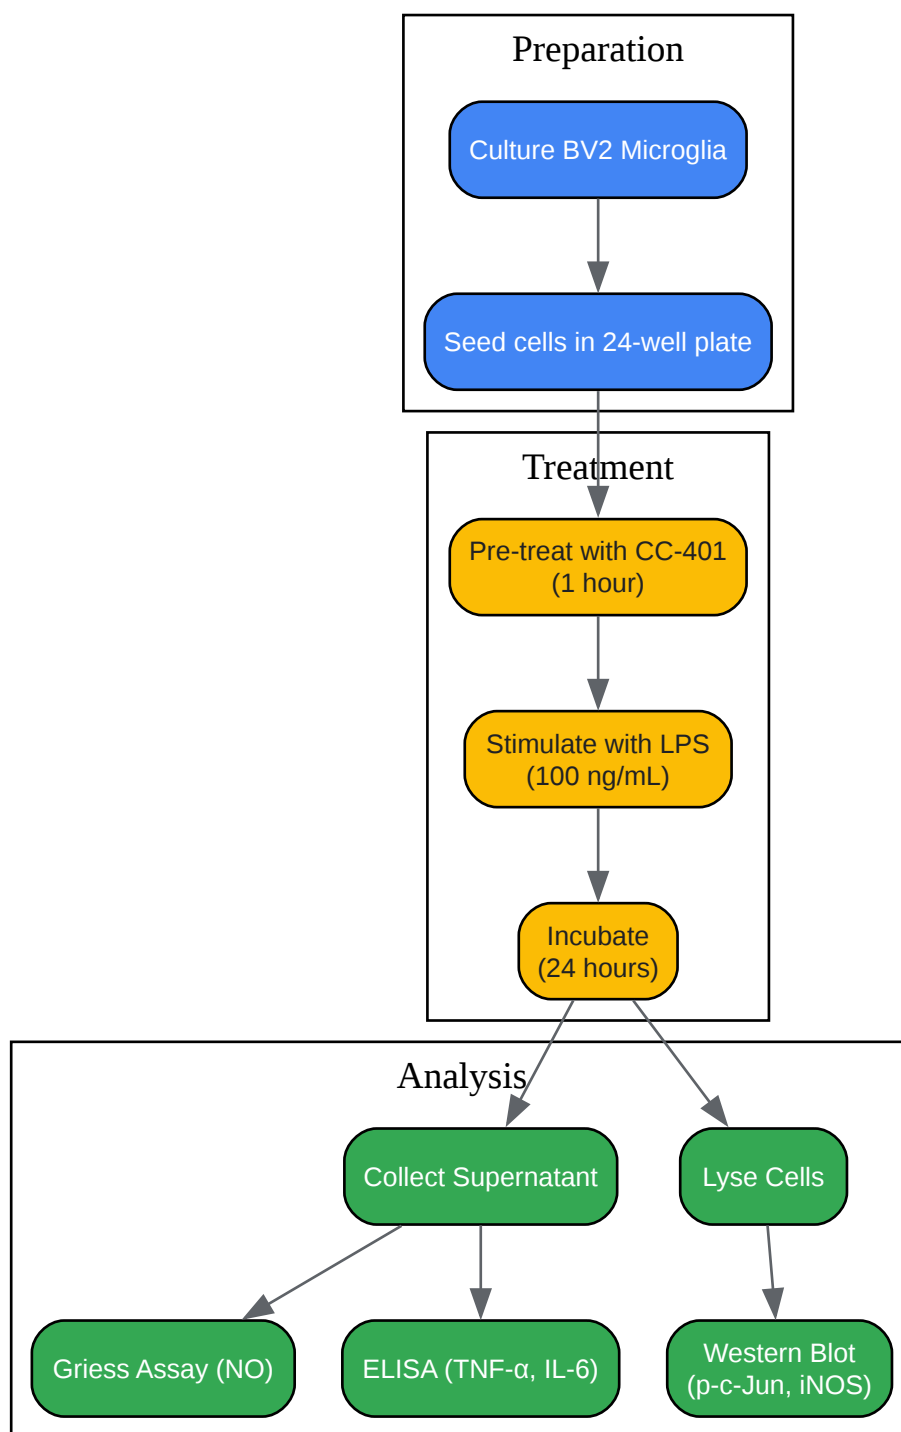 Preparation
Culture BV2 Microglia
Seed cells in 24-well plate
Treatment
Pre-treat with CC-401
(1 hour)
Stimulate with LPS
(100 ng/mL)
Incubate
(24 hours)
Analysis
Collect Supernatant
Lyse Cells
Griess Assay (NO)
ELISA (TNF-α, IL-6)
Western Blot
(p-c-Jun, iNOS)